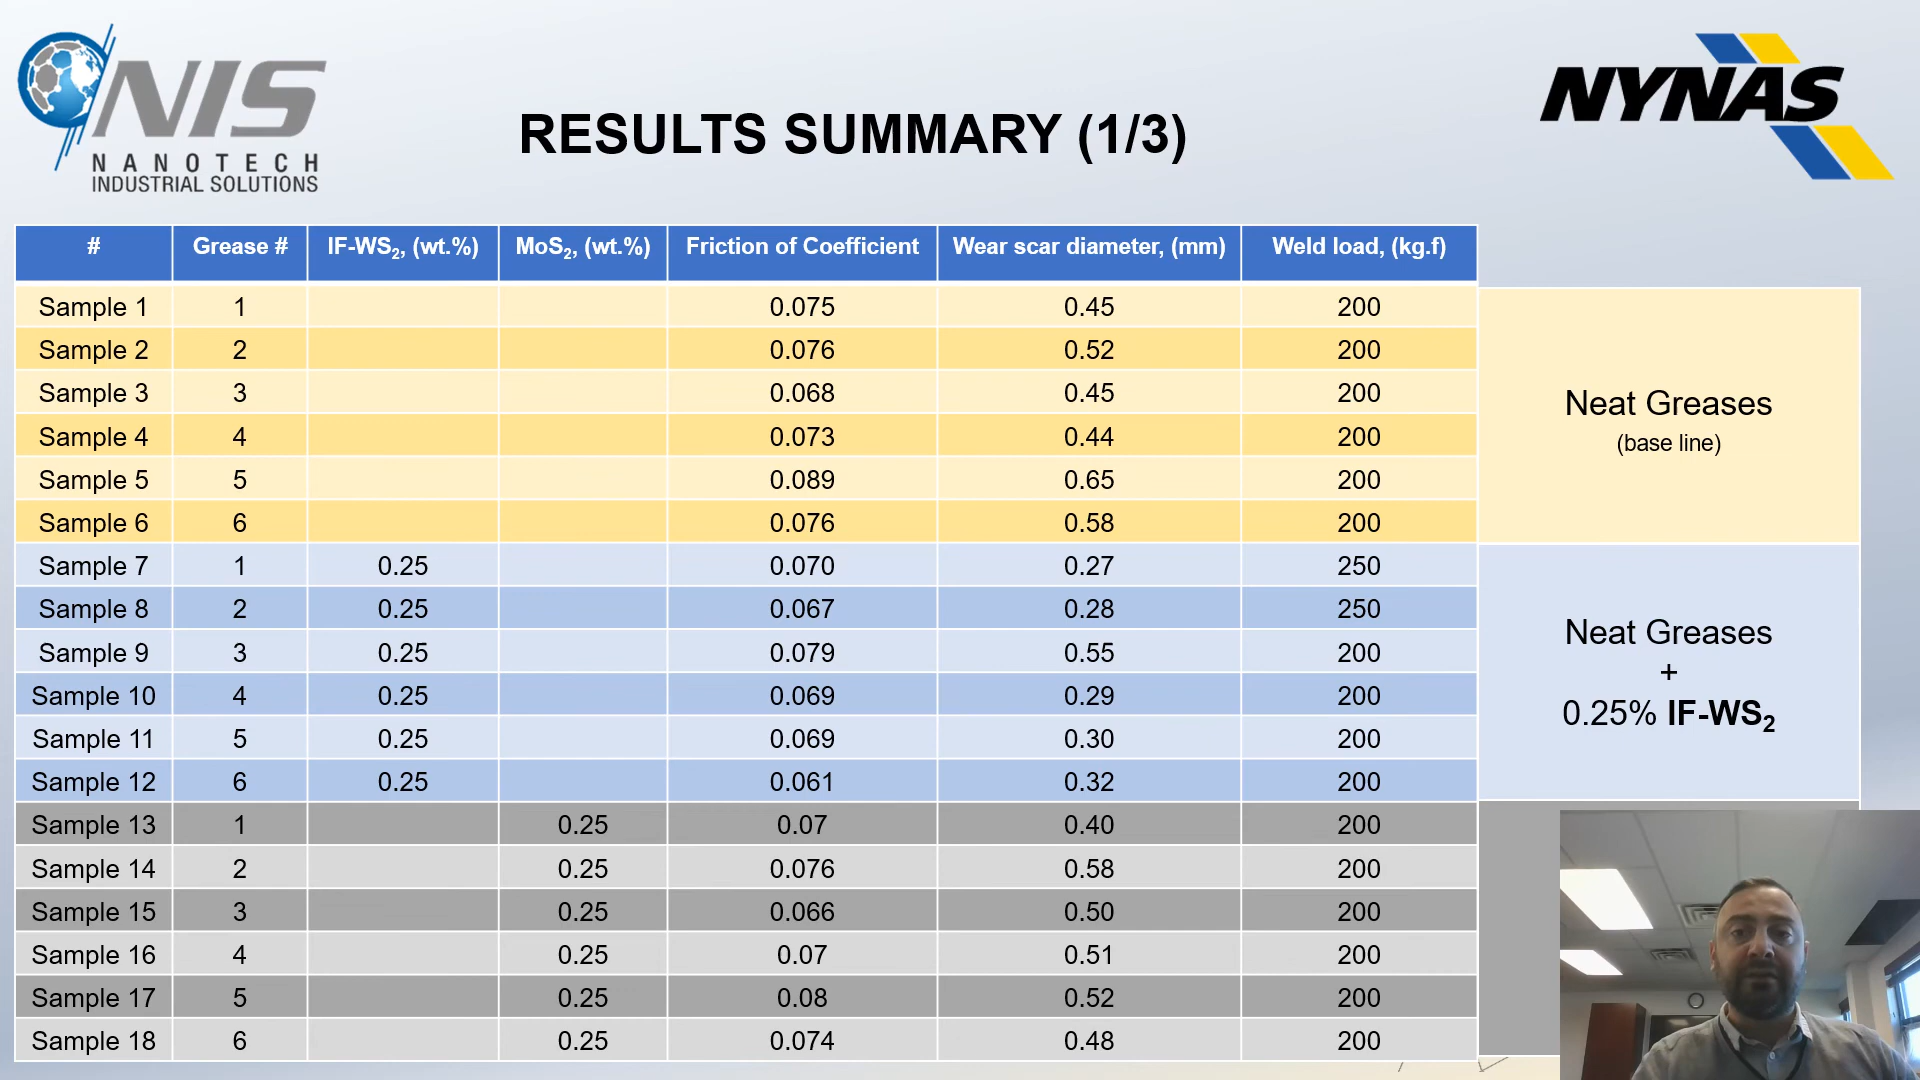 NIS
NANOTECH
INDUSTRIAL SOLUTIONS
RESULTS SUMMARY (1/3)
NYNAS
# Grease # IF-WS₂, (wt.%) MoS₂, (wt.%) Friction of Coefficient Wear scar diameter, (mm) Weld load, (kg.f)
Sample 1 1 0.075 0.45 200
Sample 2 2 0.076 0.52 200
Sample 3 3 0.068 0.45 200
Sample 4 4 0.073 0.44 200
Sample 5 5 0.089 0.65 200
Sample 6 6 0.076 0.58 200
Neat Greases
(base line)
Sample 7 1 0.25 0.070 0.27 250
Sample 8 2 0.25 0.067 0.28 250
Sample 9 3 0.25 0.079 0.55 200
Sample 10 4 0.25 0.069 0.29 200
Sample 11 5 0.25 0.069 0.30 200
Sample 12 6 0.25 0.061 0.32 200
Neat Greases
+
0.25% IF-WS₂
Sample 13 1 0.25 0.07 0.40 200
Sample 14 2 0.25 0.076 0.58 200
Sample 15 3 0.25 0.066 0.50 200
Sample 16 4 0.25 0.07 0.51 200
Sample 17 5 0.25 0.08 0.52 200
Sample 18 6 0.25 0.074 0.48 200